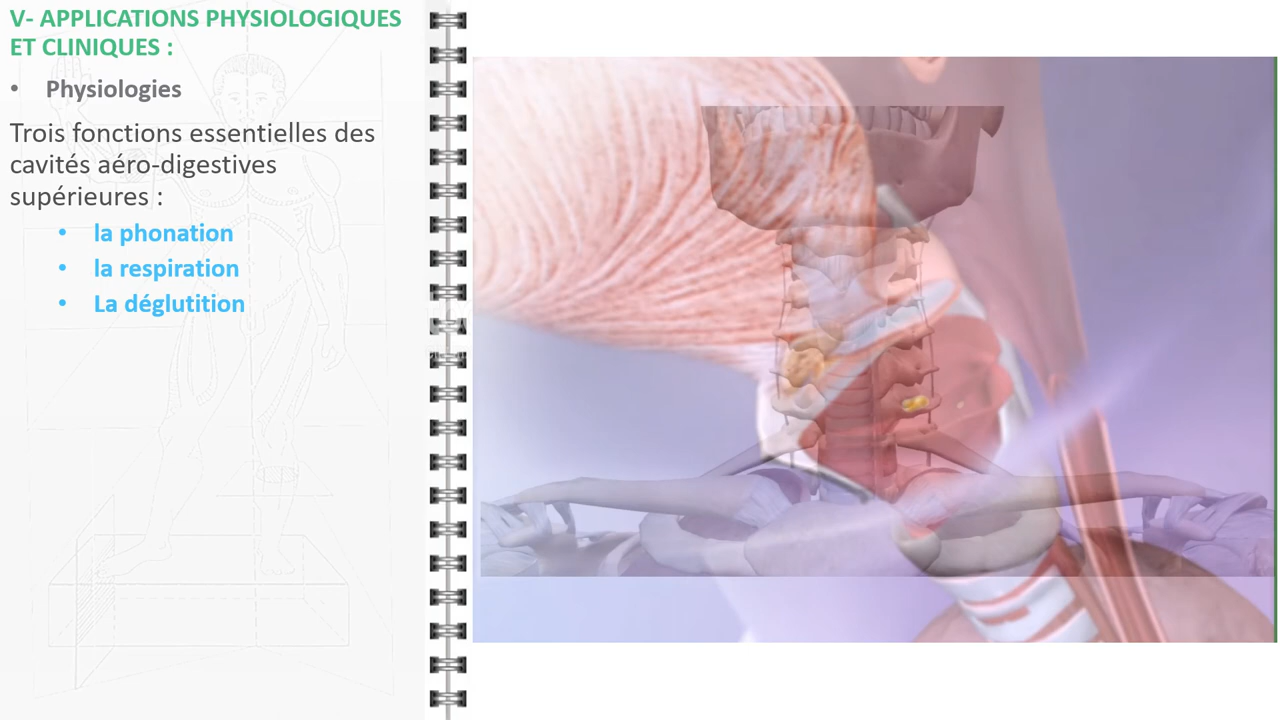 V- APPLICATIONS PHYSIOLOGIQUES
ET CLINIQUES :
• Physiologies
Trois fonctions essentielles des
cavités aéro-digestives
supérieures :
• la phonation
• la respiration
• La déglutition